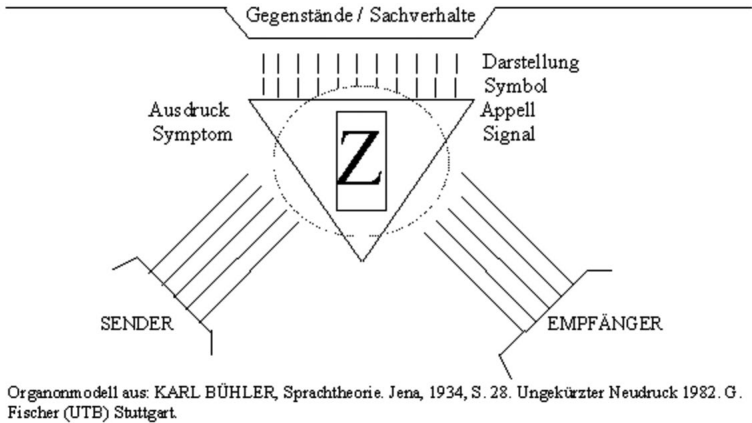 Gegenstände / Sachverhalte
Darstellung
Symbol
Ausdruck
Symptom
Appell
Signal
Z
SENDER
EMPFÄNGER
Organonmodell aus: KARL BÜHLER, Sprachtheorie. Jena, 1934, S. 28. Ungekürzter Neudruck 1982. G.
Fischer (UTB) Stuttgart.